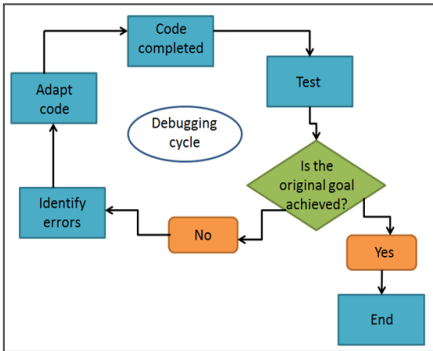 Code
completed
Test
Adapt
code
Debugging
cycle
Is the
original goal
achieved?
Identify
errors
No
Yes
End